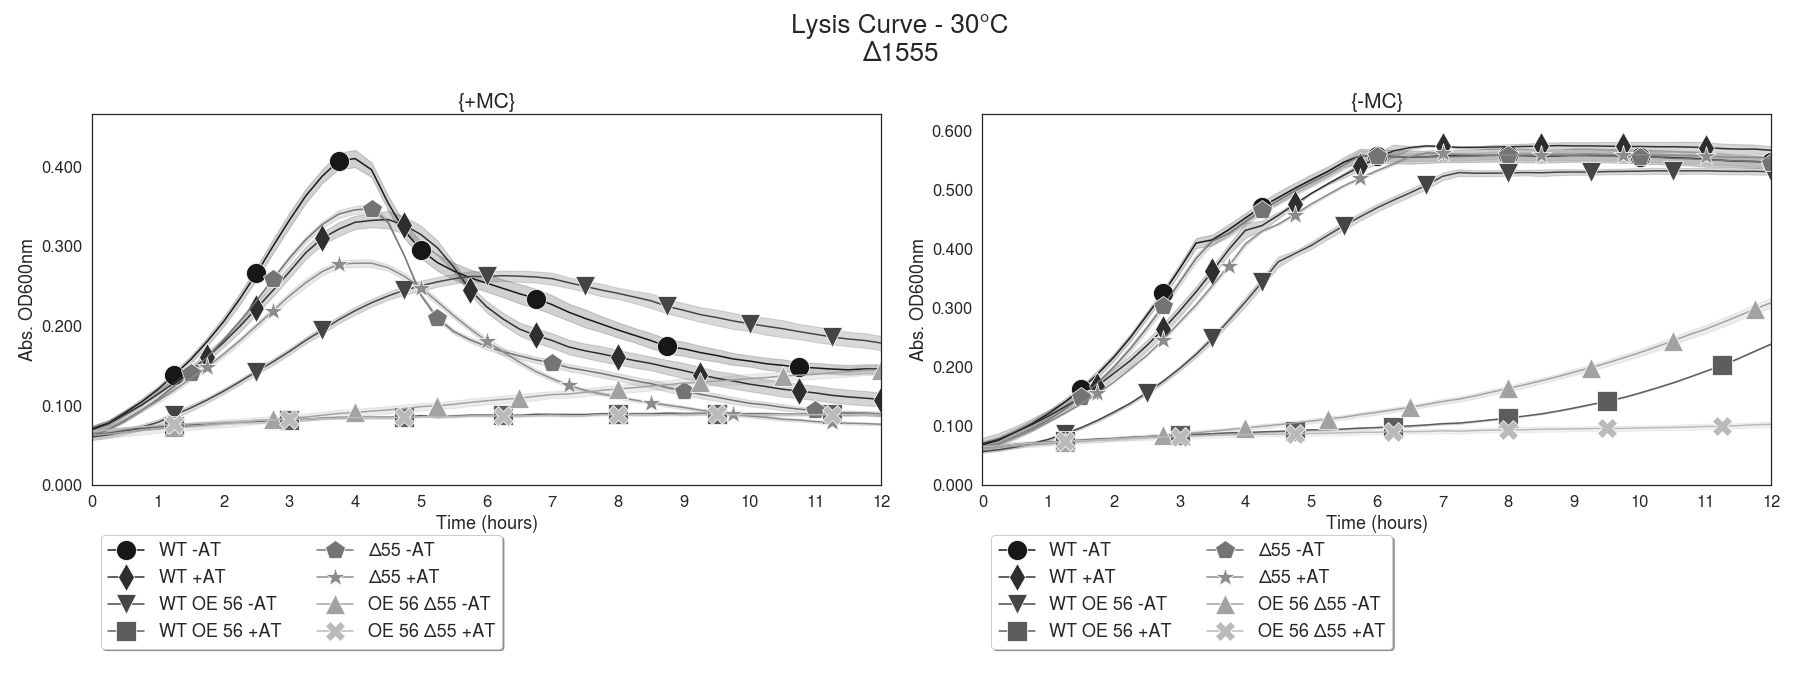 Lysis Curve - 30°C
Δ1555
{+MC}
Abs. OD600nm
0.400
0.300
0.200
0.100
0.000
0 1 2 3 4 5 6 7 8 9 10 11 12
Time (hours)
WT -AT
WT +AT
WT OE 56 -AT
WT OE 56 +AT
Δ55 -AT
Δ55 +AT
OE 56 Δ55 -AT
OE 56 Δ55 +AT
{-MC}
Abs. OD600nm
0.600
0.500
0.400
0.300
0.200
0.100
0.000
0 1 2 3 4 5 6 7 8 9 10 11 12
Time (hours)
WT -AT
WT +AT
WT OE 56 -AT
WT OE 56 +AT
Δ55 -AT
Δ55 +AT
OE 56 Δ55 -AT
OE 56 Δ55 +AT